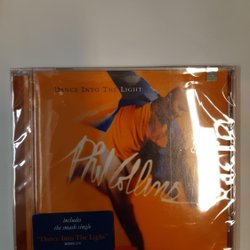 DANCE INTO THE LIGHT
Phil Collins
includes
the smash single
"Dance Into The Light"